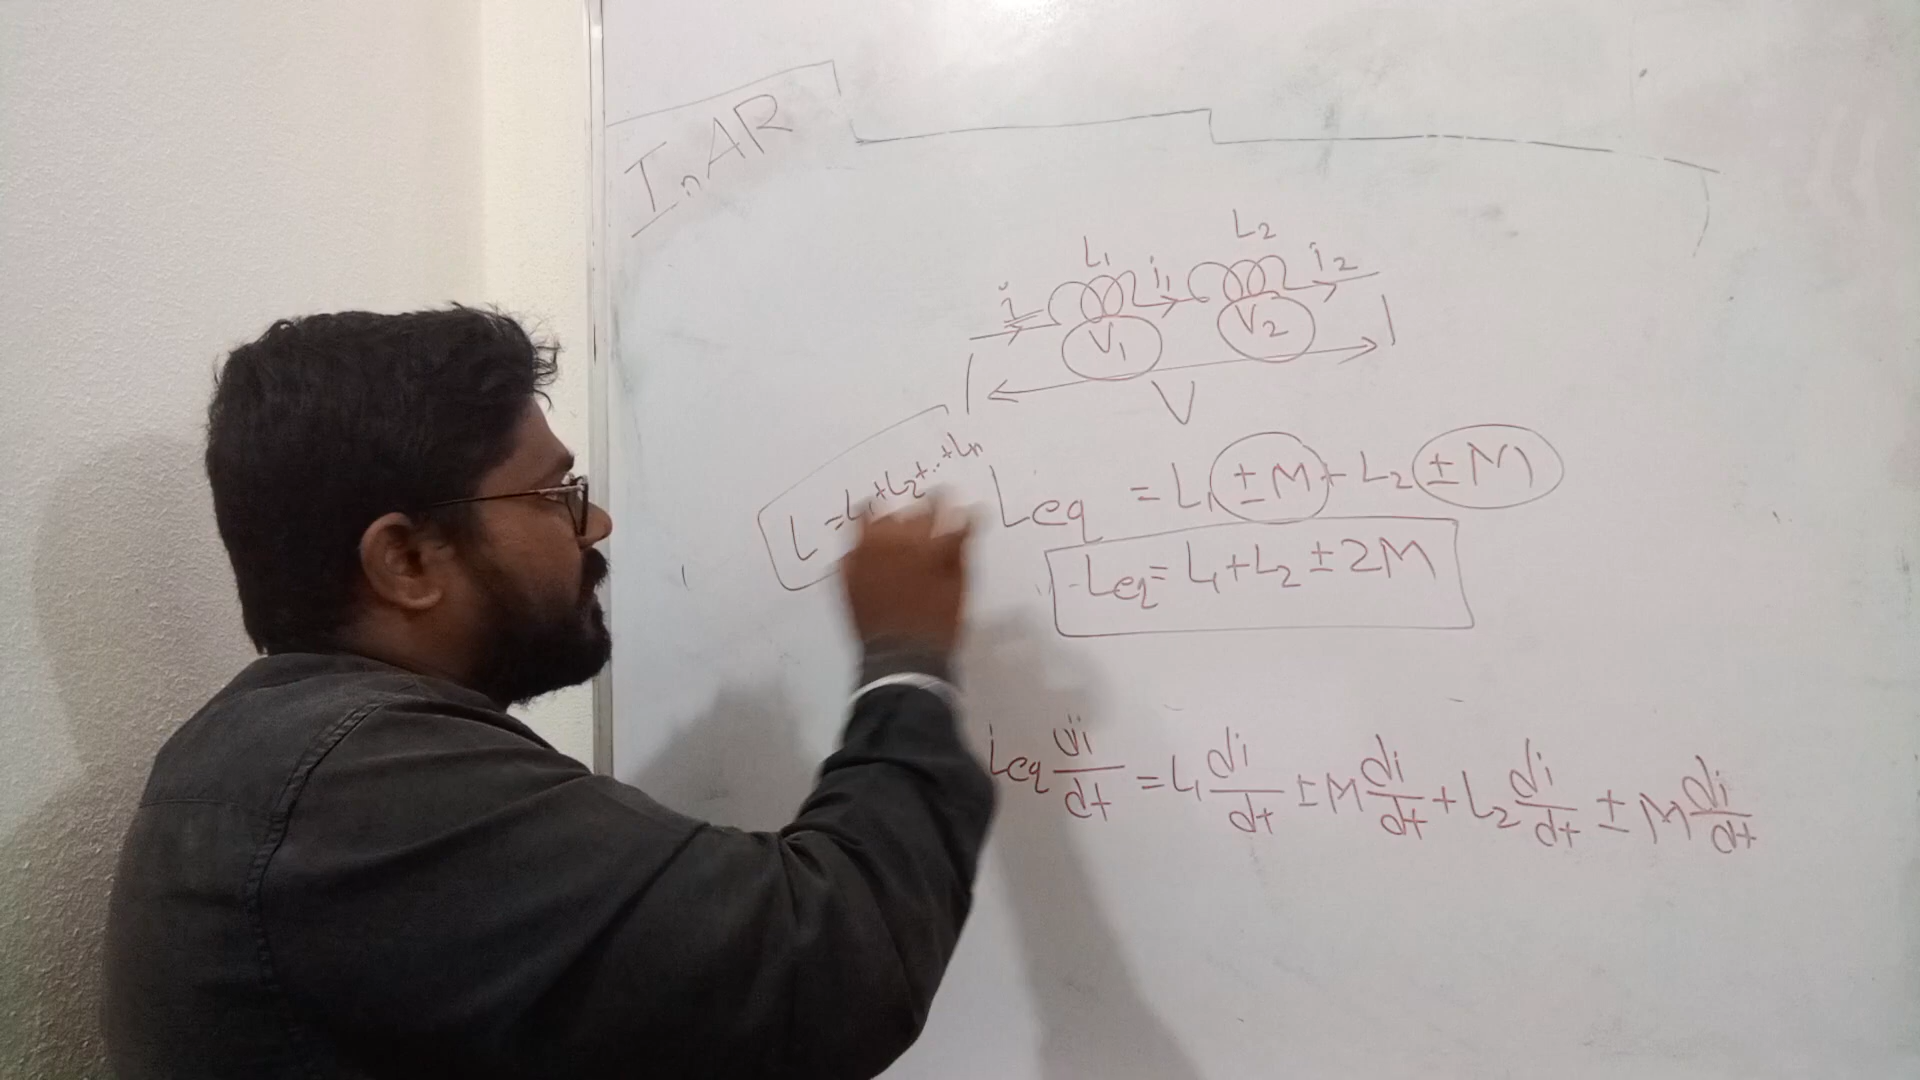 InAR
L1 L2
i i1 i2
V1 V2
V
L = L1 + L2 + .. + Ln
Leq = L1 ± M + L2 ± M
Leq = L1 + L2 ± 2M
Leq di/dt = L1 di/dt ± M di/dt + L2 di/dt ± M di/dt